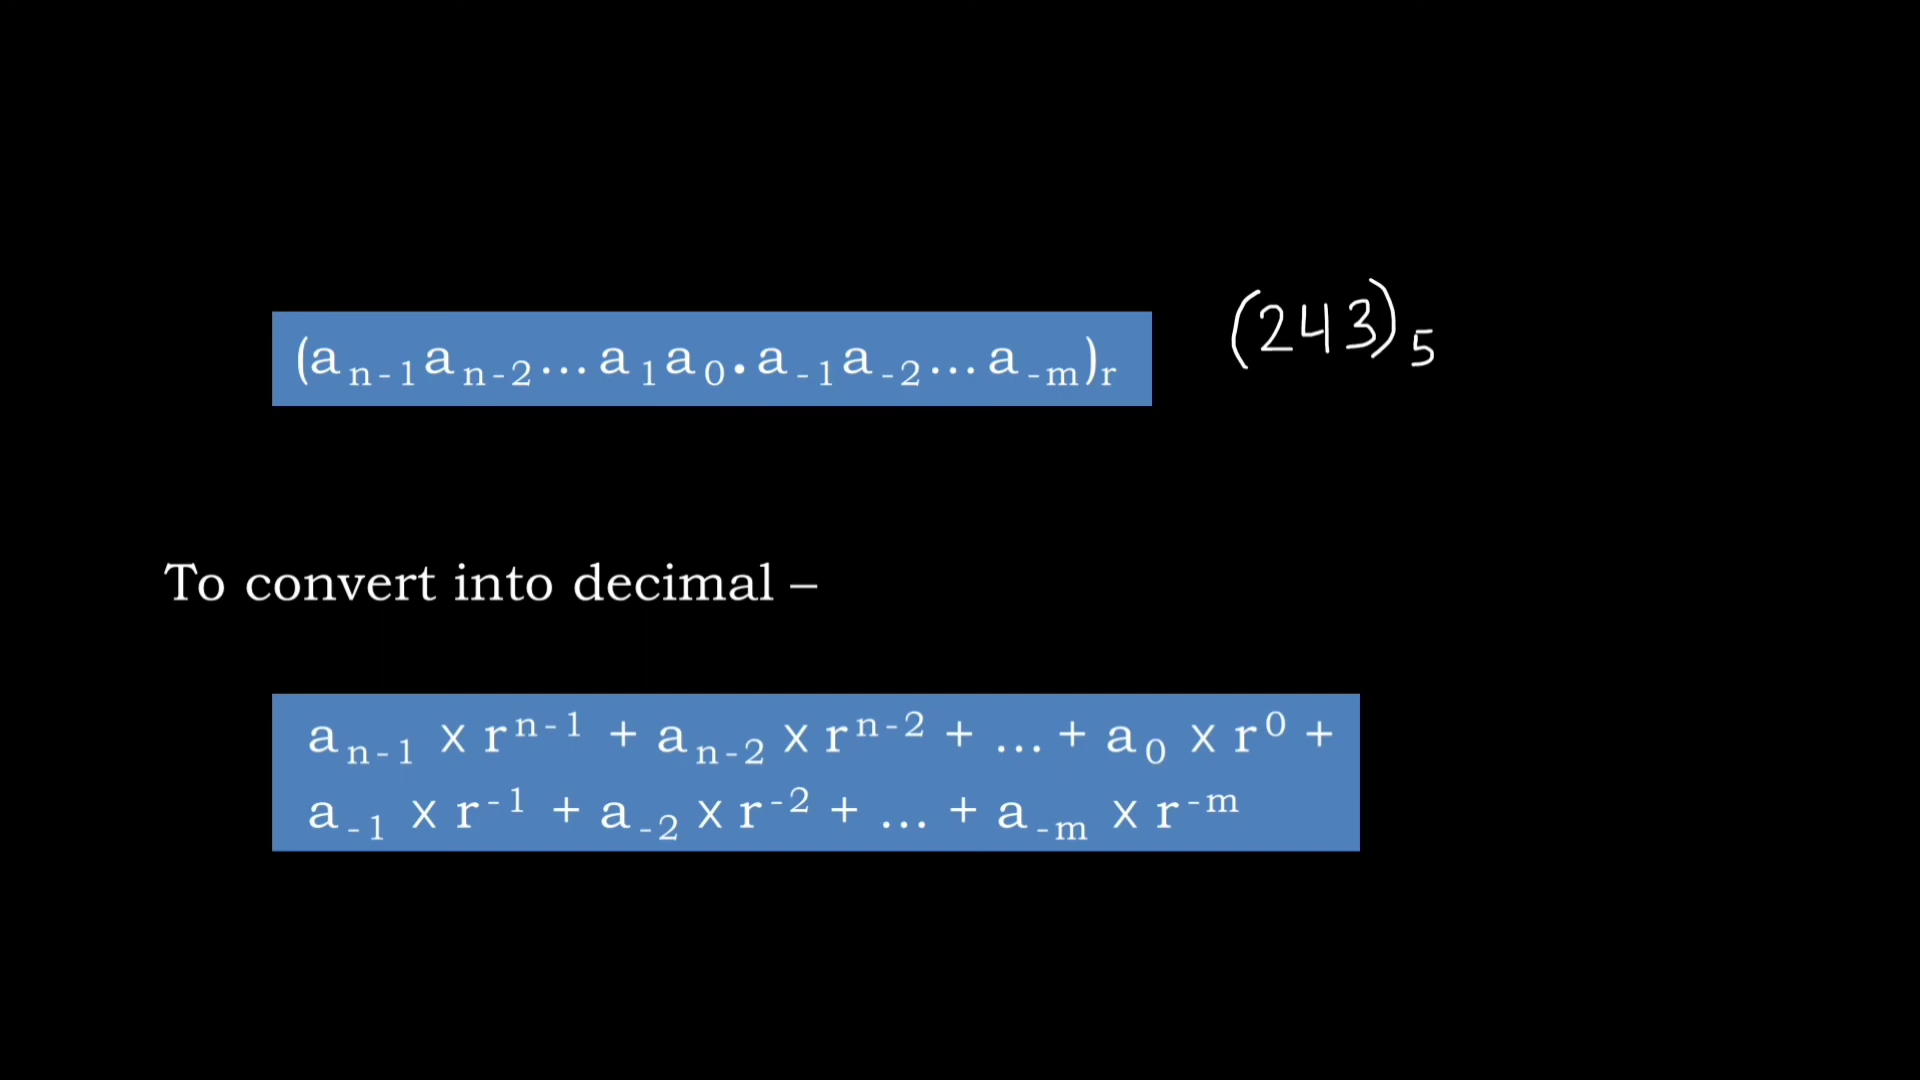 (aₙ₋₁aₙ₋₂...a₁a₀.a₋₁a₋₂...a₋ₘ)ᵣ
(243)₅
To convert into decimal –
aₙ₋₁ x rⁿ⁻¹ + aₙ₋₂ x rⁿ⁻² + ... + a₀ x r⁰ +
a₋₁ x r⁻¹ + a₋₂ x r⁻² + ... + a₋ₘ x r⁻ᵐ